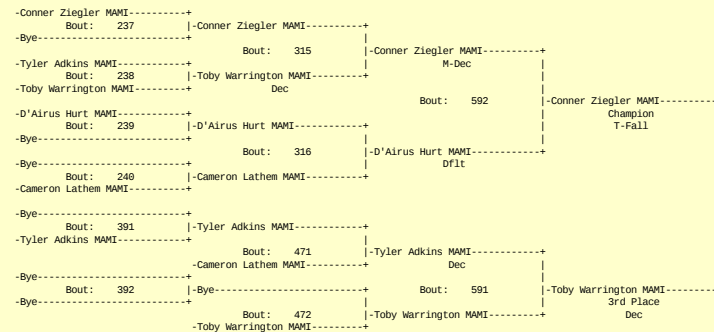 -Conner Ziegler MAMI----------+
Bout: 237 |-Conner Ziegler MAMI----------+
-Bye--------------------------+ |
Bout: 315 |-Conner Ziegler MAMI----------+
-Tyler Adkins MAMI------------+ | M-Dec |
Bout: 238 |-Toby Warrington MAMI---------+ |
-Toby Warrington MAMI---------+ Dec |
Bout: 592 |-Conner Ziegler MAMI----------
-D'Airus Hurt MAMI------------+ | Champion
Bout: 239 |-D'Airus Hurt MAMI------------+ | T-Fall
-Bye--------------------------+ | |
Bout: 316 |-D'Airus Hurt MAMI------------+
-Bye--------------------------+ | Dflt
Bout: 240 |-Cameron Lathem MAMI----------+
-Cameron Lathem MAMI----------+
-Bye--------------------------+
Bout: 391 |-Tyler Adkins MAMI------------+
-Tyler Adkins MAMI------------+ |
Bout: 471 |-Tyler Adkins MAMI------------+
-Cameron Lathem MAMI----------+ Dec |
-Bye--------------------------+ |
Bout: 392 |-Bye--------------------------+ Bout: 591 |-Toby Warrington MAMI---------
-Bye--------------------------+ | | 3rd Place
Bout: 472 |-Toby Warrington MAMI---------+ Dec
-Toby Warrington MAMI---------+